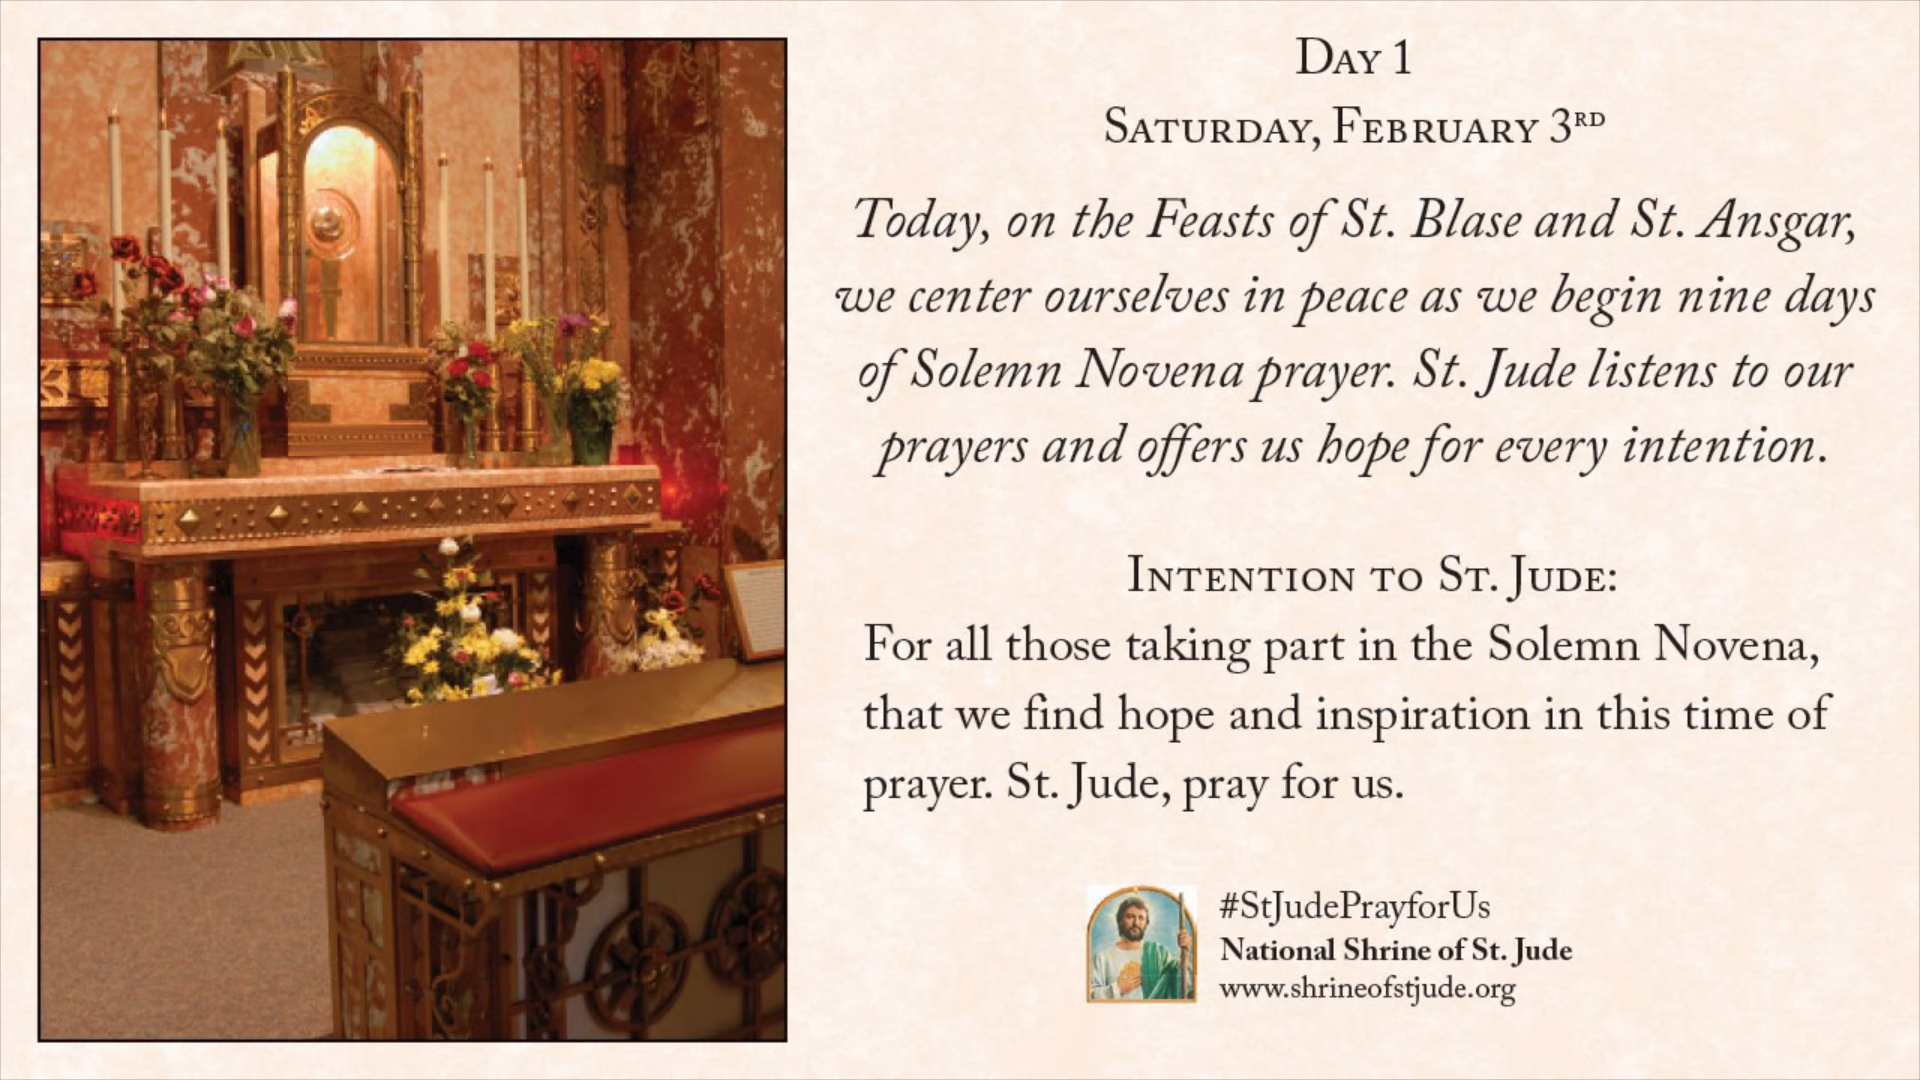 Day 1
Saturday, February 3rd
Today, on the Feasts of St. Blase and St. Ansgar,
we center ourselves in peace as we begin nine days
of Solemn Novena prayer. St. Jude listens to our
prayers and offers us hope for every intention.
Intention to St. Jude:
For all those taking part in the Solemn Novena,
that we find hope and inspiration in this time of
prayer. St. Jude, pray for us.
#StJudePrayforUs
National Shrine of St. Jude
www.shrineofstjude.org